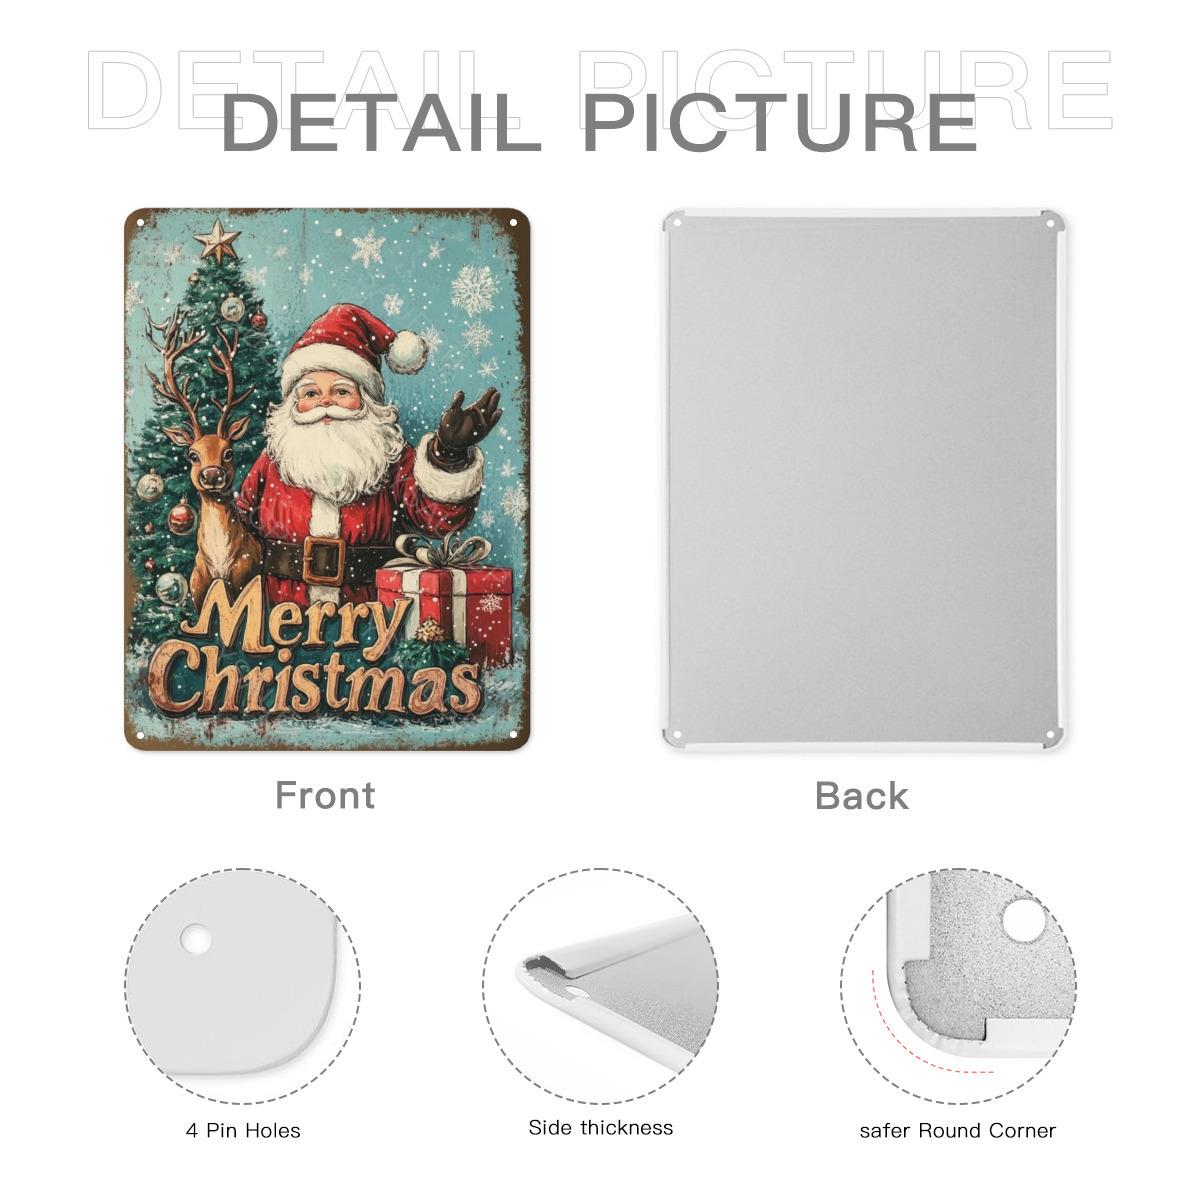 DETAIL PICTURE
DETAIL PICTURE
Merry
Christmas
Front
Back
4 Pin Holes
Side thickness
safer Round Corner